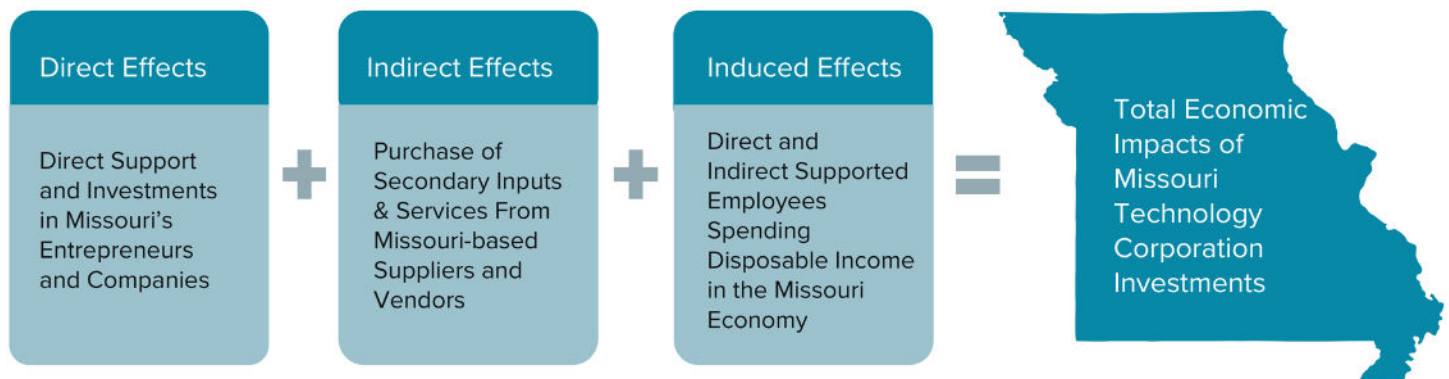 Direct Effects
Direct Support
and Investments
in Missouri's
Entrepreneurs
and Companies
+
Indirect Effects
Purchase of
Secondary Inputs
& Services From
Missouri-based
Suppliers and
Vendors
+
Induced Effects
Direct and
Indirect Supported
Employees
Spending
Disposable Income
in the Missouri
Economy
=
Total Economic
Impacts of
Missouri
Technology
Corporation
Investments